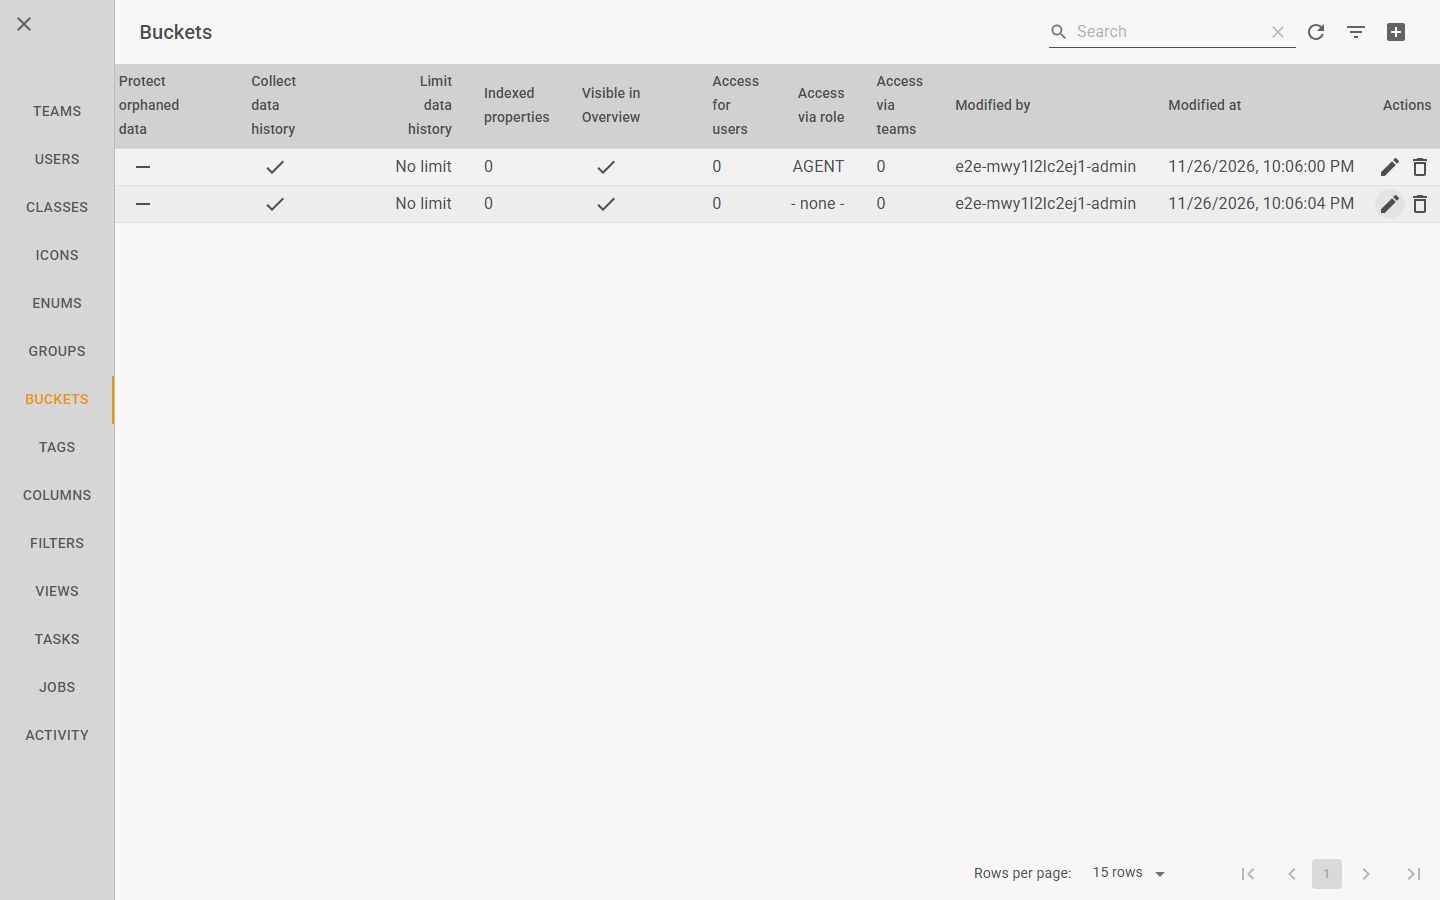 Buckets
Search
TEAMS
USERS
CLASSES
ICONS
ENUMS
GROUPS
BUCKETS
TAGS
COLUMNS
FILTERS
VIEWS
TASKS
JOBS
ACTIVITY
Protect orphaned data
Collect data history
Limit data history
Indexed properties
Visible in Overview
Access for users
Access via role
Access via teams
Modified by
Modified at
Actions
No limit 0 0 AGENT 0 e2e-mwy1l2lc2ej1-admin 11/26/2026, 10:06:00 PM
No limit 0 0 - none - 0 e2e-mwy1l2lc2ej1-admin 11/26/2026, 10:06:04 PM
Rows per page: 15 rows 1